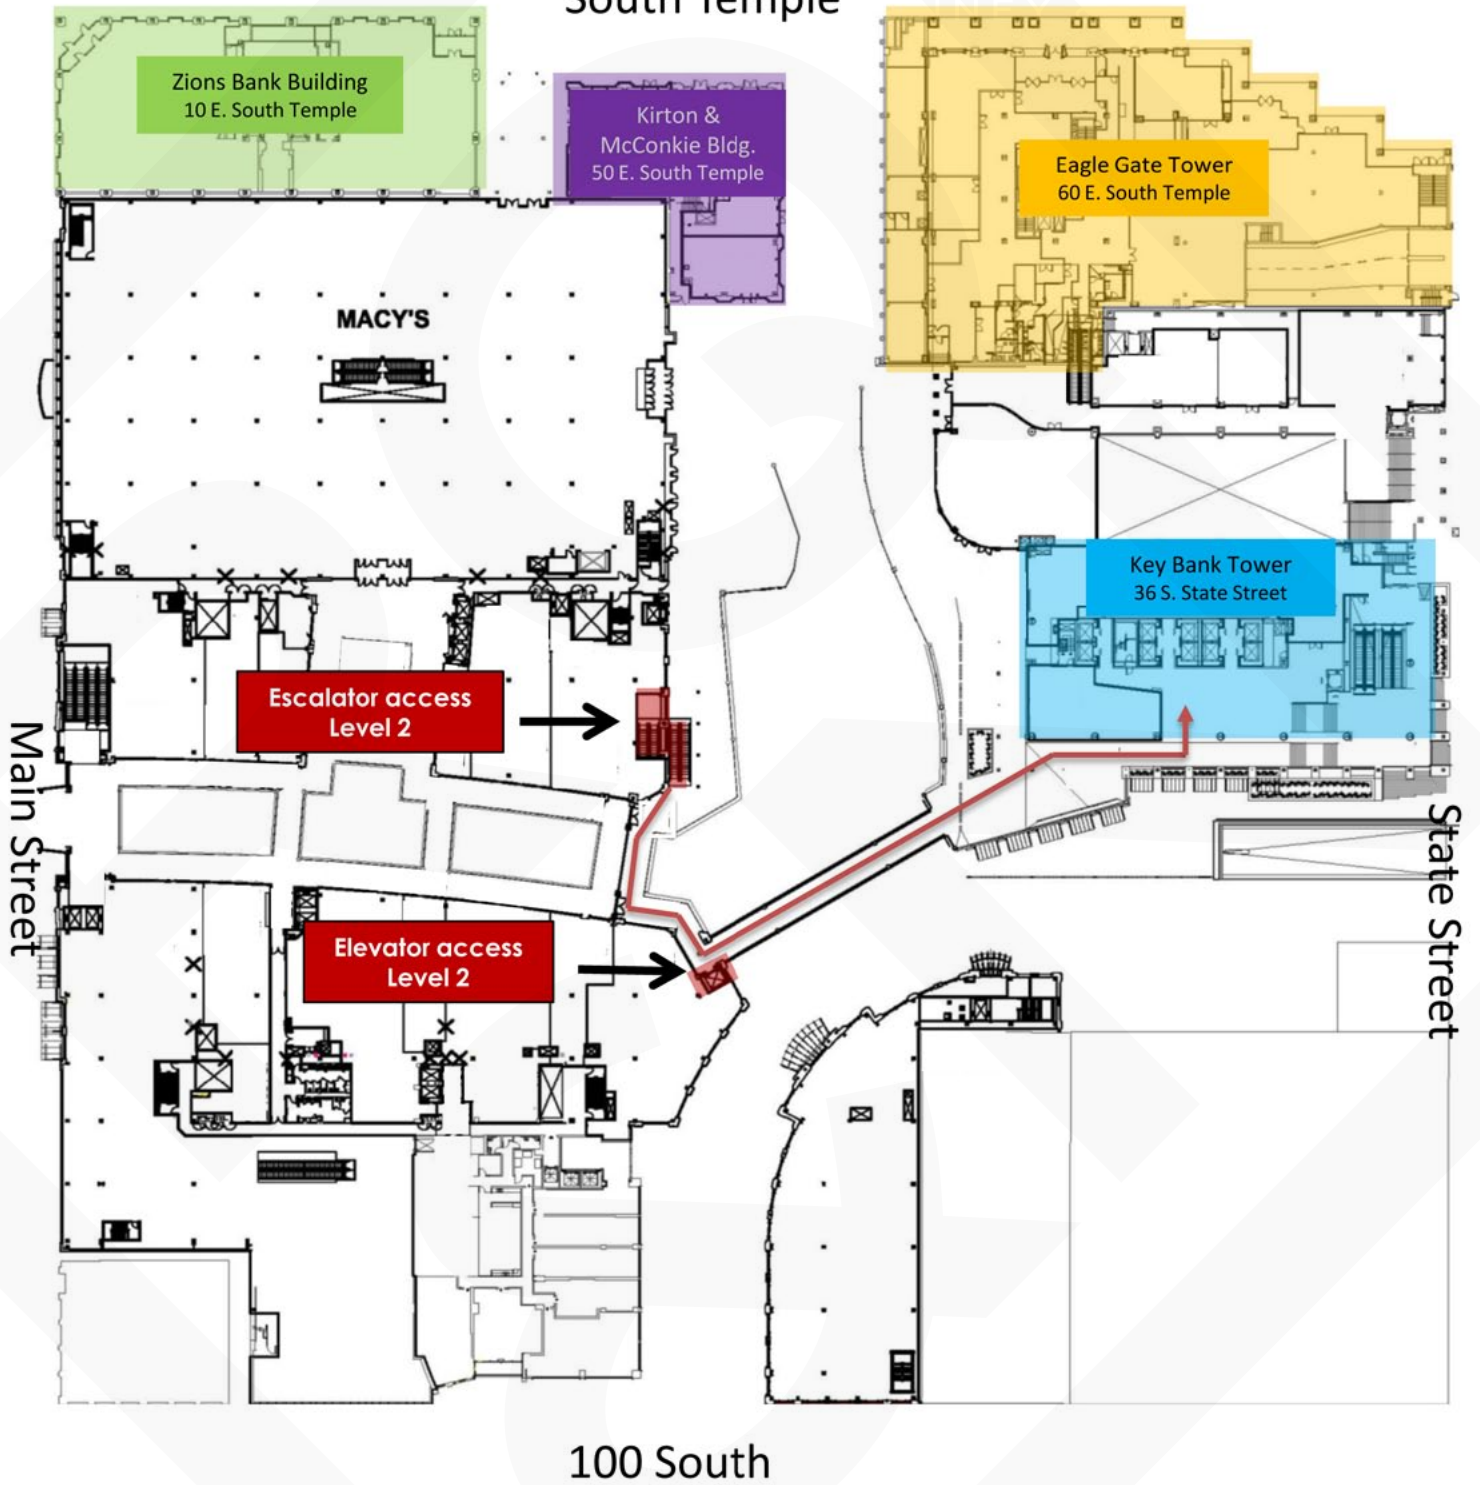 South Temple
Zions Bank Building
10 E. South Temple
Kirton &
McConkie Bldg.
50 E. South Temple
Eagle Gate Tower
60 E. South Temple
MACY'S
Key Bank Tower
36 S. State Street
Escalator access
Level 2
Main Street
State Street
Elevator access
Level 2
100 South